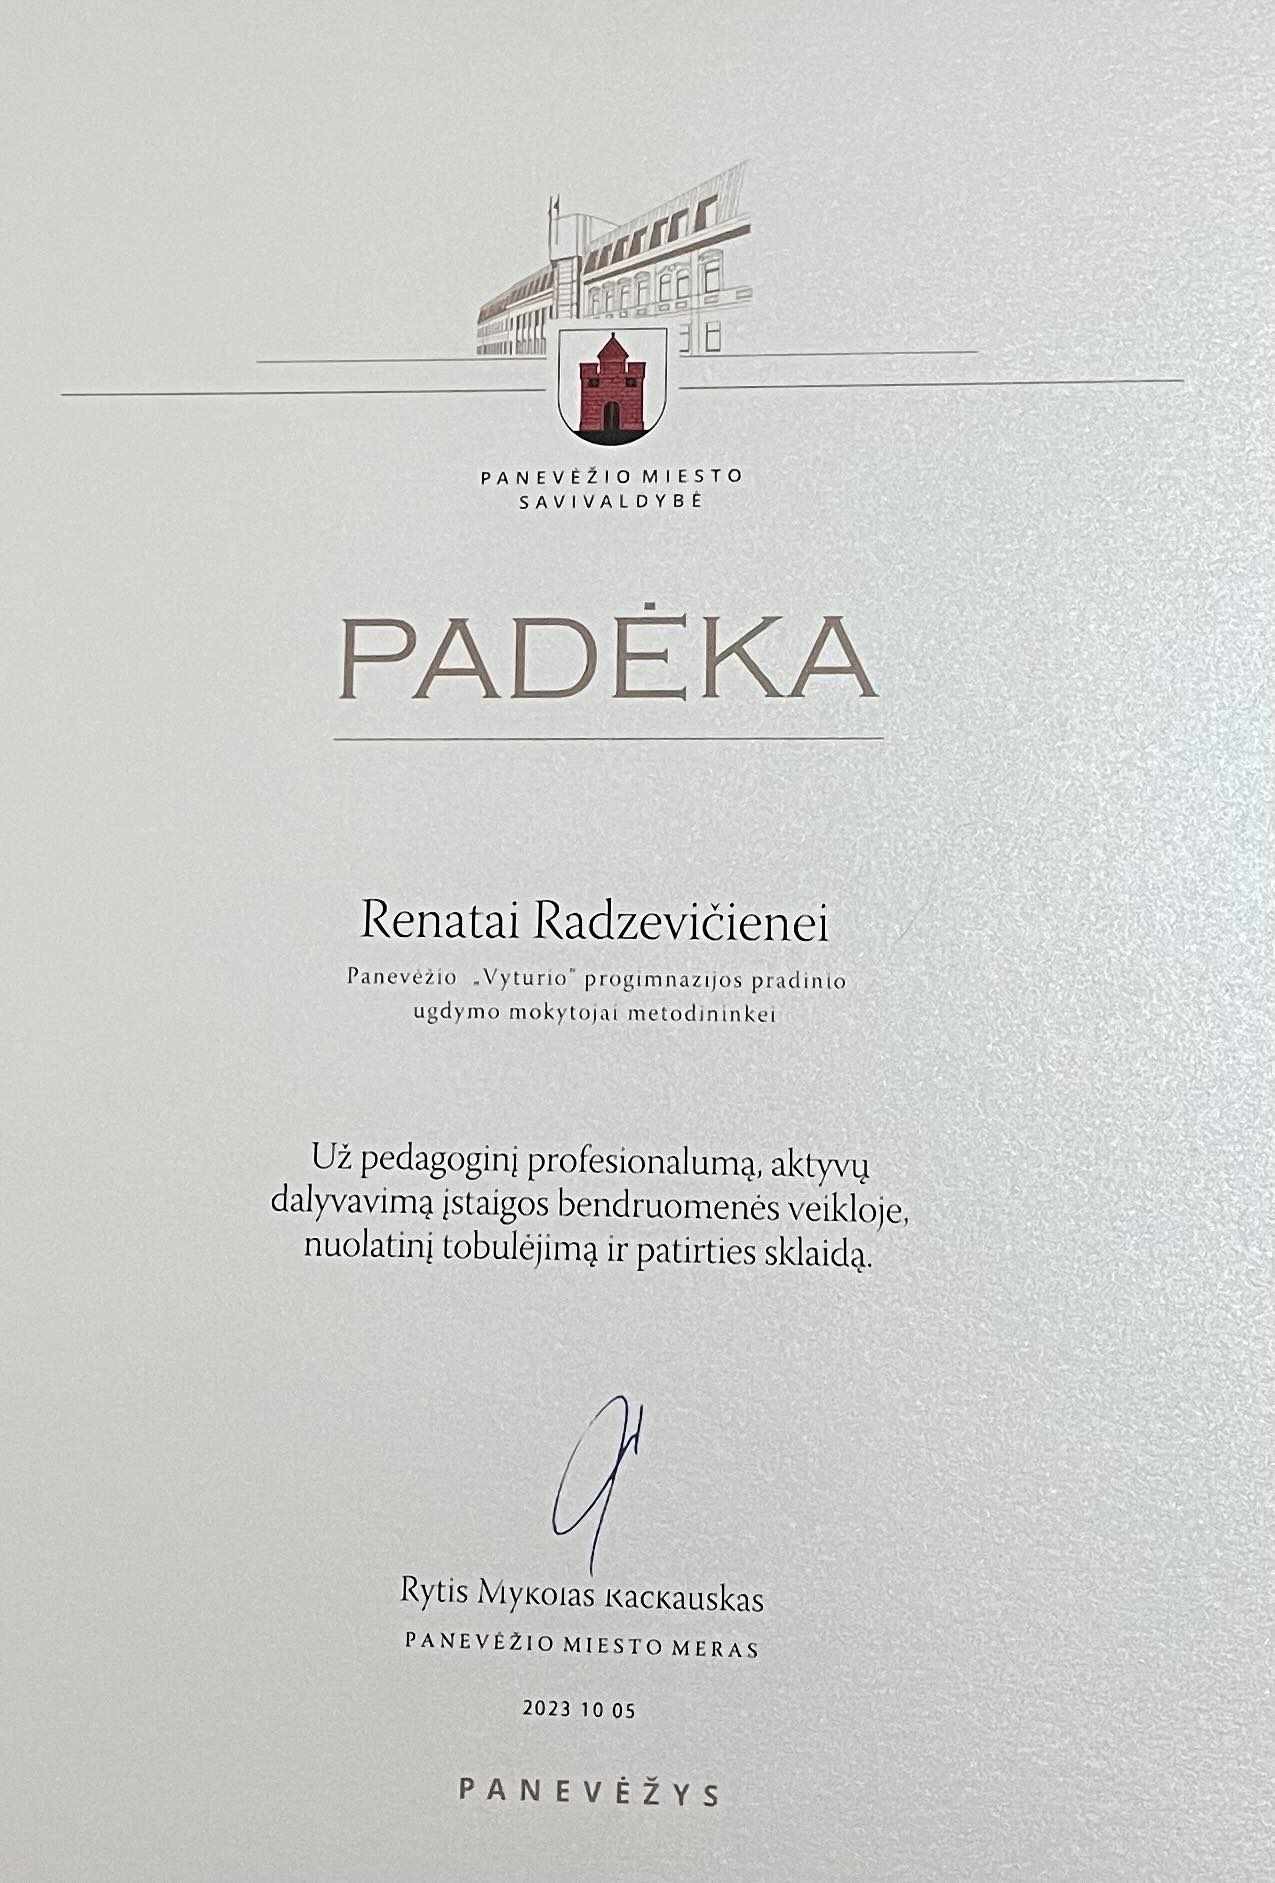 PANEVĖŽIO MIESTO
SAVIVALDYBĖ
PADĖKA
Renatai Radzevičienei
Panevėžio „Vyturio" progimnazijos pradinio
ugdymo mokytojai metodininkei
Už pedagoginį profesionalumą, aktyvų
dalyvavimą įstaigos bendruomenės veikloje,
nuolatinį tobulėjimą ir patirties sklaidą.
Rytis Mykolas Račkauskas
PANEVĖŽIO MIESTO MERAS
2023 10 05
PANEVĖŽYS